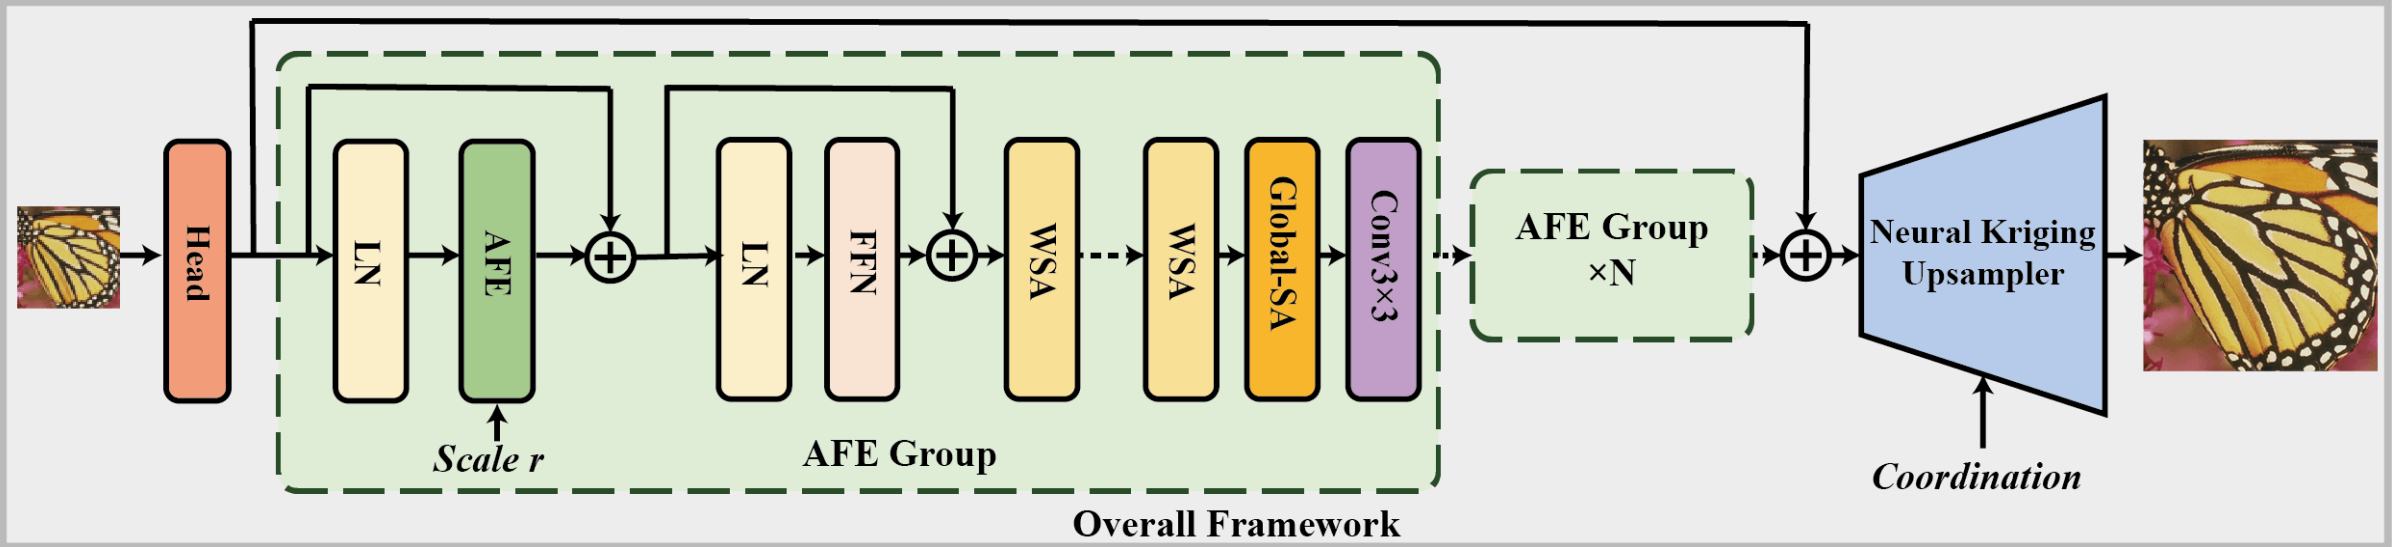 Head
LN
AFE
Scale r
LN
FFN
WSA
WSA
Global-SA
Conv3×3
AFE Group
AFE Group
×N
Neural Kriging
Upsampler
Coordination
Overall Framework